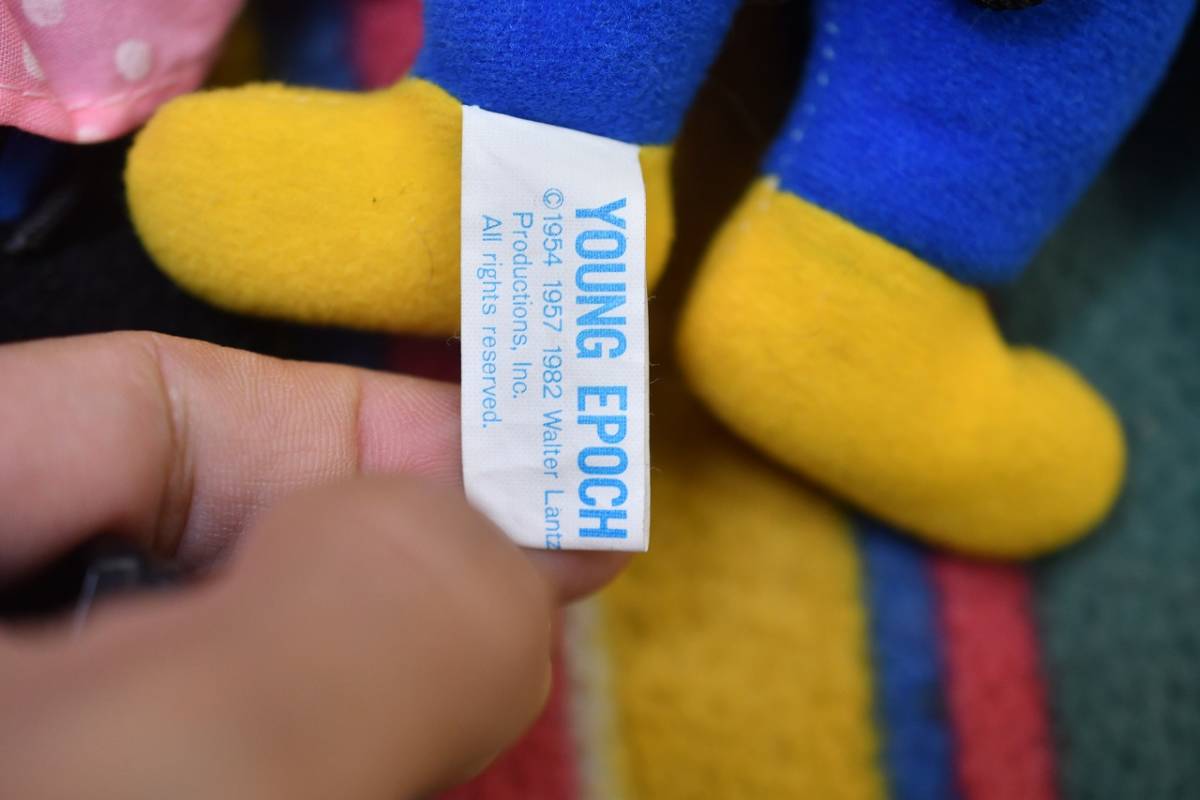 YOUNG EPOCH
©1954 1957 1982 Walter Lantz
Productions, Inc.
All rights reserved.